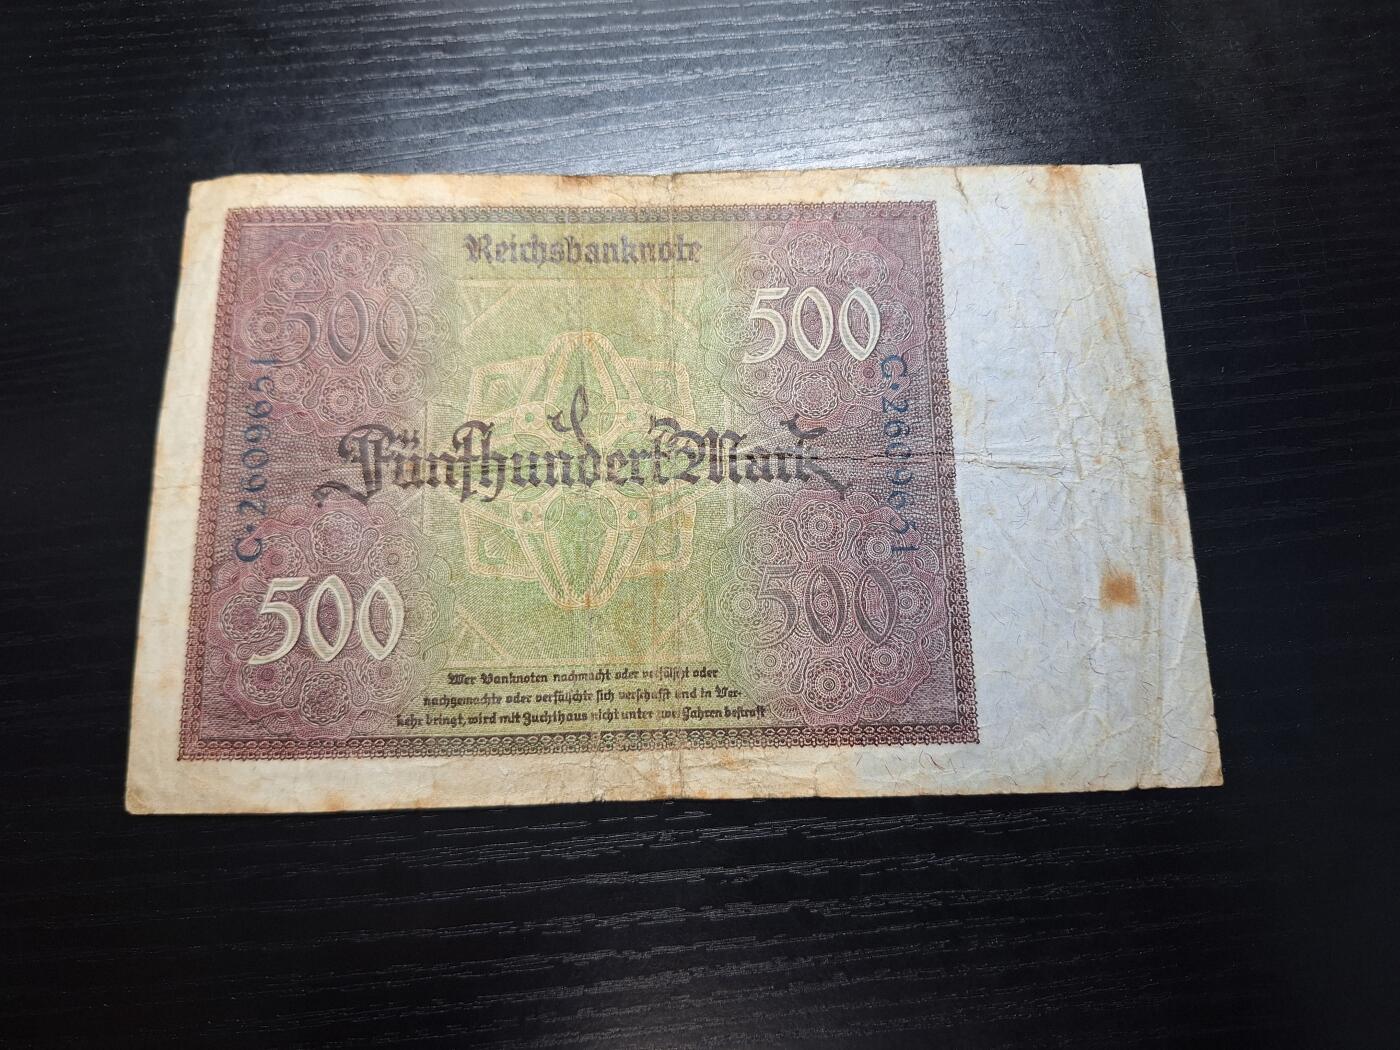 Reichsbanknote
500
500
C·2609651
C·2609651
Fünfhundert Mark
500
500
Wer Banknoten nachmacht oder verfälscht oder
nachgemachte oder verfälschte sich verschafft und in Ver-
kehr bringt, wird mit Zuchthaus nicht unter zwei Jahren bestraft